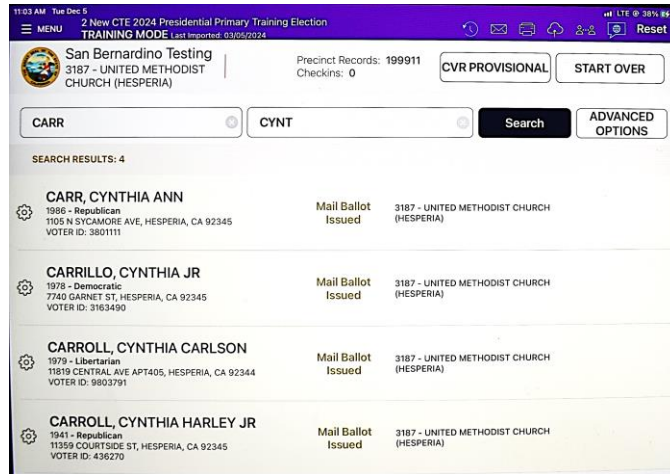 11:03 AM Tue Dec 5
LTE @ 38%
MENU
2 New CTE 2024 Presidential Primary Training Election
TRAINING MODE Last Imported: 03/05/2024
Reset
San Bernardino Testing
3187 - UNITED METHODIST
CHURCH (HESPERIA)
Precinct Records: 199911
Checkins: 0
CVR PROVISIONAL
START OVER
CARR
CYNT
Search
ADVANCED
OPTIONS
SEARCH RESULTS: 4
CARR, CYNTHIA ANN
1986 - Republican
1105 N SYCAMORE AVE, HESPERIA, CA 92345
VOTER ID: 3801111
Mail Ballot
Issued
3187 - UNITED METHODIST CHURCH
(HESPERIA)
CARRILLO, CYNTHIA JR
1978 - Democratic
7740 GARNET ST, HESPERIA, CA 92345
VOTER ID: 3163490
Mail Ballot
Issued
3187 - UNITED METHODIST CHURCH
(HESPERIA)
CARROLL, CYNTHIA CARLSON
1979 - Libertarian
11819 CENTRAL AVE APT405, HESPERIA, CA 92344
VOTER ID: 9803791
Mail Ballot
Issued
3187 - UNITED METHODIST CHURCH
(HESPERIA)
CARROLL, CYNTHIA HARLEY JR
1941 - Republican
11359 COURTSIDE ST, HESPERIA, CA 92345
VOTER ID: 436270
Mail Ballot
Issued
3187 - UNITED METHODIST CHURCH
(HESPERIA)